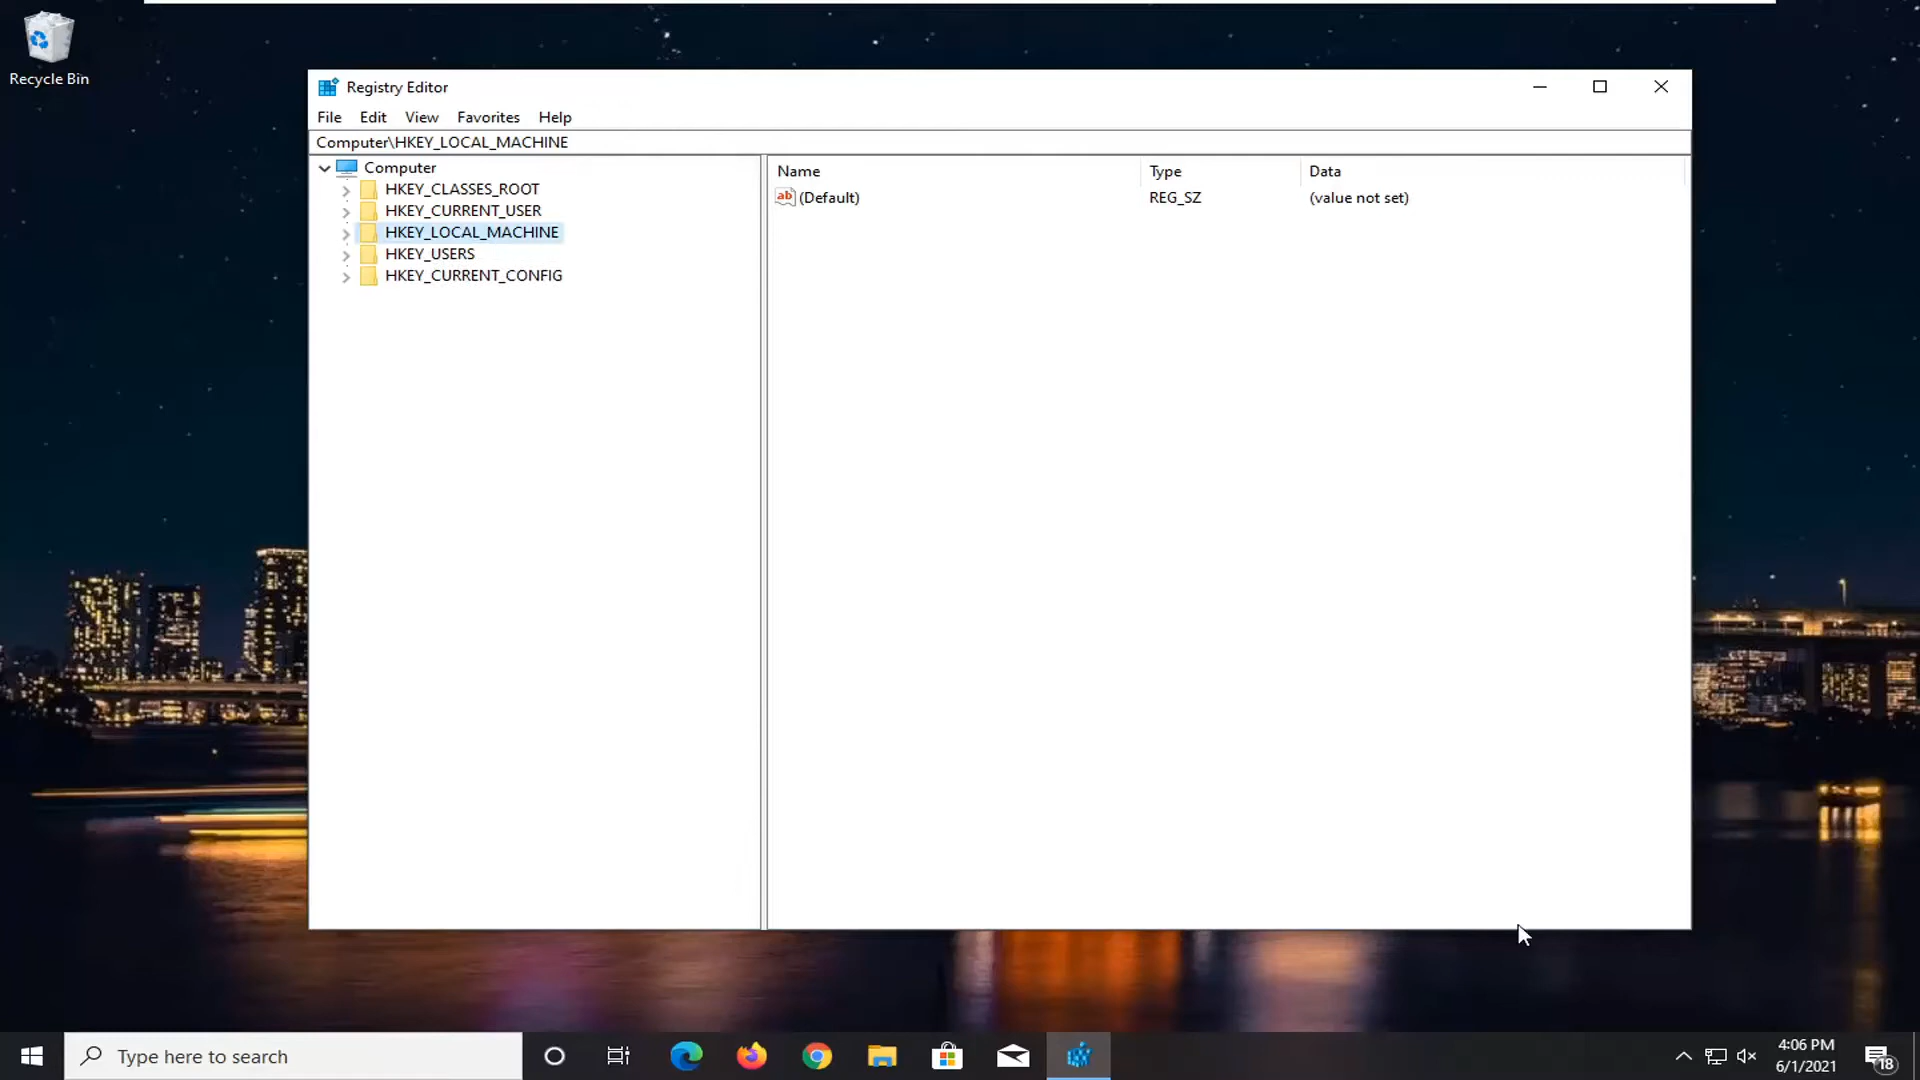 Recycle Bin
Registry Editor
File Edit View Favorites Help
Computer\HKEY_LOCAL_MACHINE
Computer
HKEY_CLASSES_ROOT
HKEY_CURRENT_USER
HKEY_LOCAL_MACHINE
HKEY_USERS
HKEY_CURRENT_CONFIG
Name Type Data
ab (Default) REG_SZ (value not set)
Type here to search
4:06 PM
6/1/2021
18